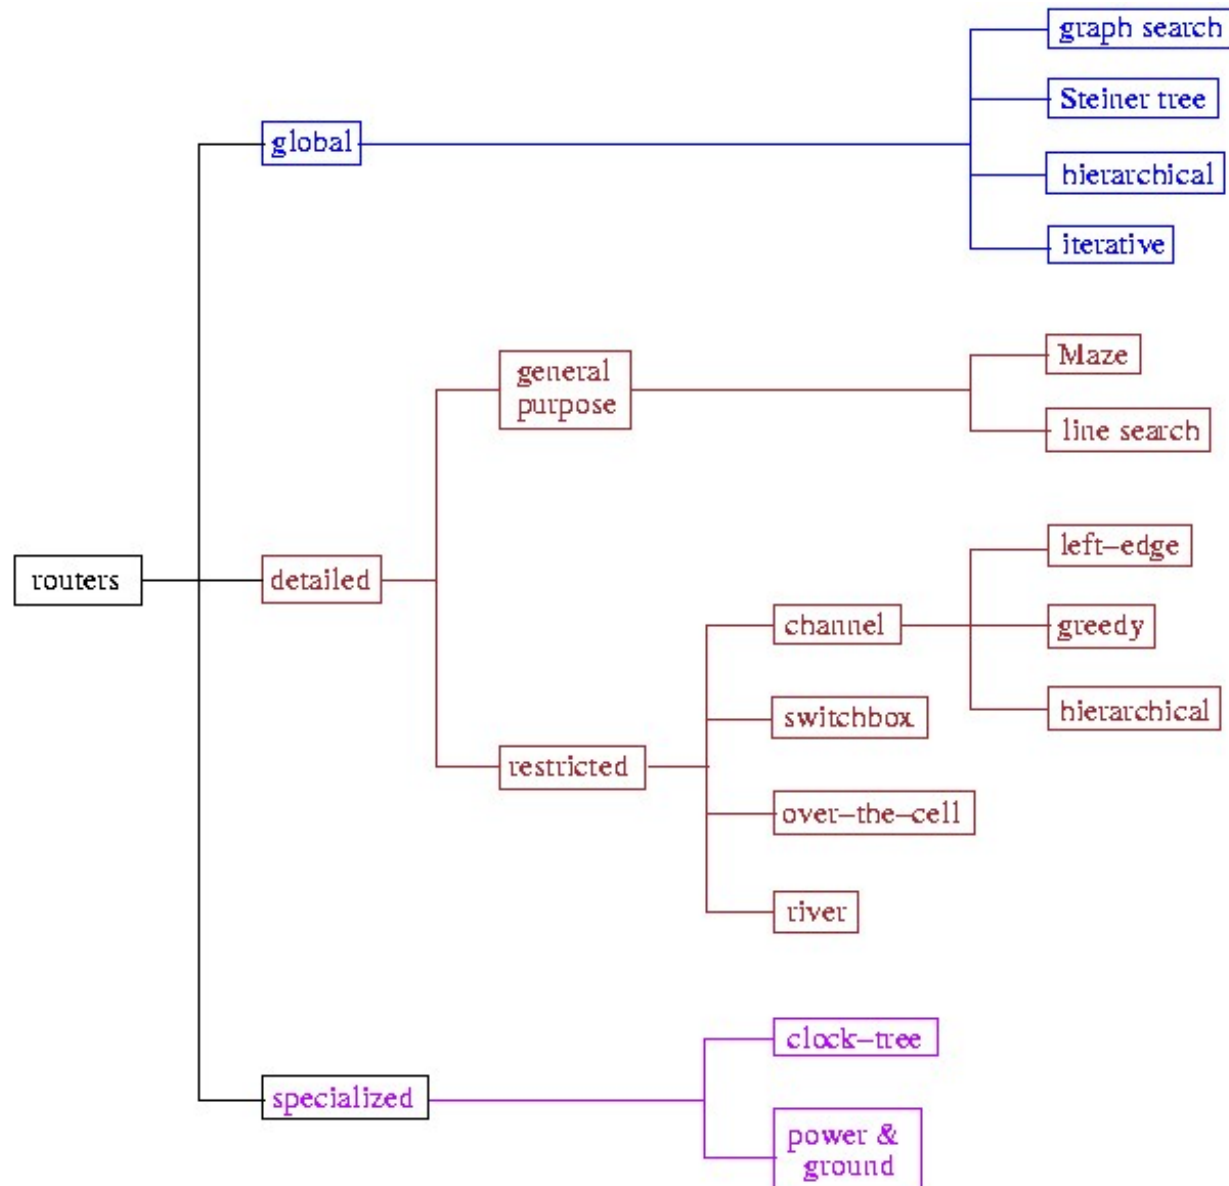 graph search
Steiner tree
global
hierarchical
iterative
general
purpose
Maze
line search
routers
detailed
left–edge
channel
greedy
hierarchical
switchbox
restricted
over–the–cell
river
clock–tree
specialized
power &
ground